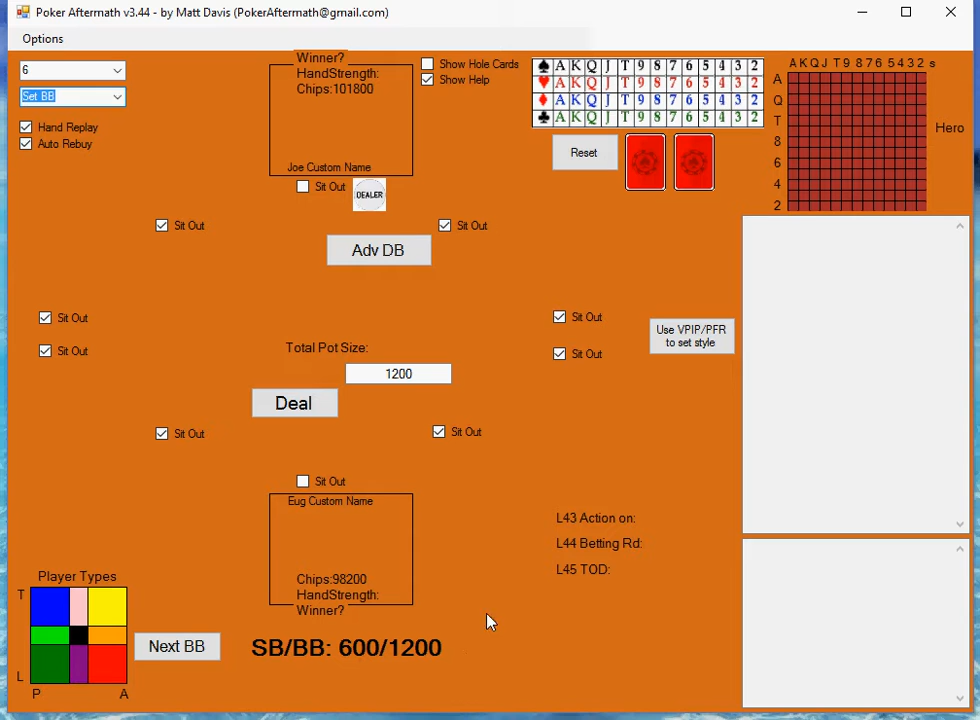 Poker Aftermath v3.44 - by Matt Davis (PokerAftermath@gmail.com)
Options
6
Set BB
Hand Replay
Auto Rebuy
Winner?
HandStrength:
Chips:101800
Joe Custom Name
Show Hole Cards
Show Help
♠ A K Q J T 9 8 7 6 5 4 3 2
♥ A K Q J T 9 8 7 6 5 4 3 2
♦ A K Q J T 9 8 7 6 5 4 3 2
♣ A K Q J T 9 8 7 6 5 4 3 2
Reset
A K Q J T 9 8 7 6 5 4 3 2 s
A
Q
T
8
6
4
2
Hero
Sit Out
DEALER
Sit Out
Sit Out
Adv DB
Sit Out
Sit Out
Sit Out
Sit Out
Use VPIP/PFR
to set style
Total Pot Size:
1200
Deal
Sit Out
Sit Out
Sit Out
Eug Custom Name
Chips:98200
HandStrength:
Winner?
L43 Action on:
L44 Betting Rd:
L45 TOD:
Player Types
T
L
P
A
Next BB
SB/BB: 600/1200